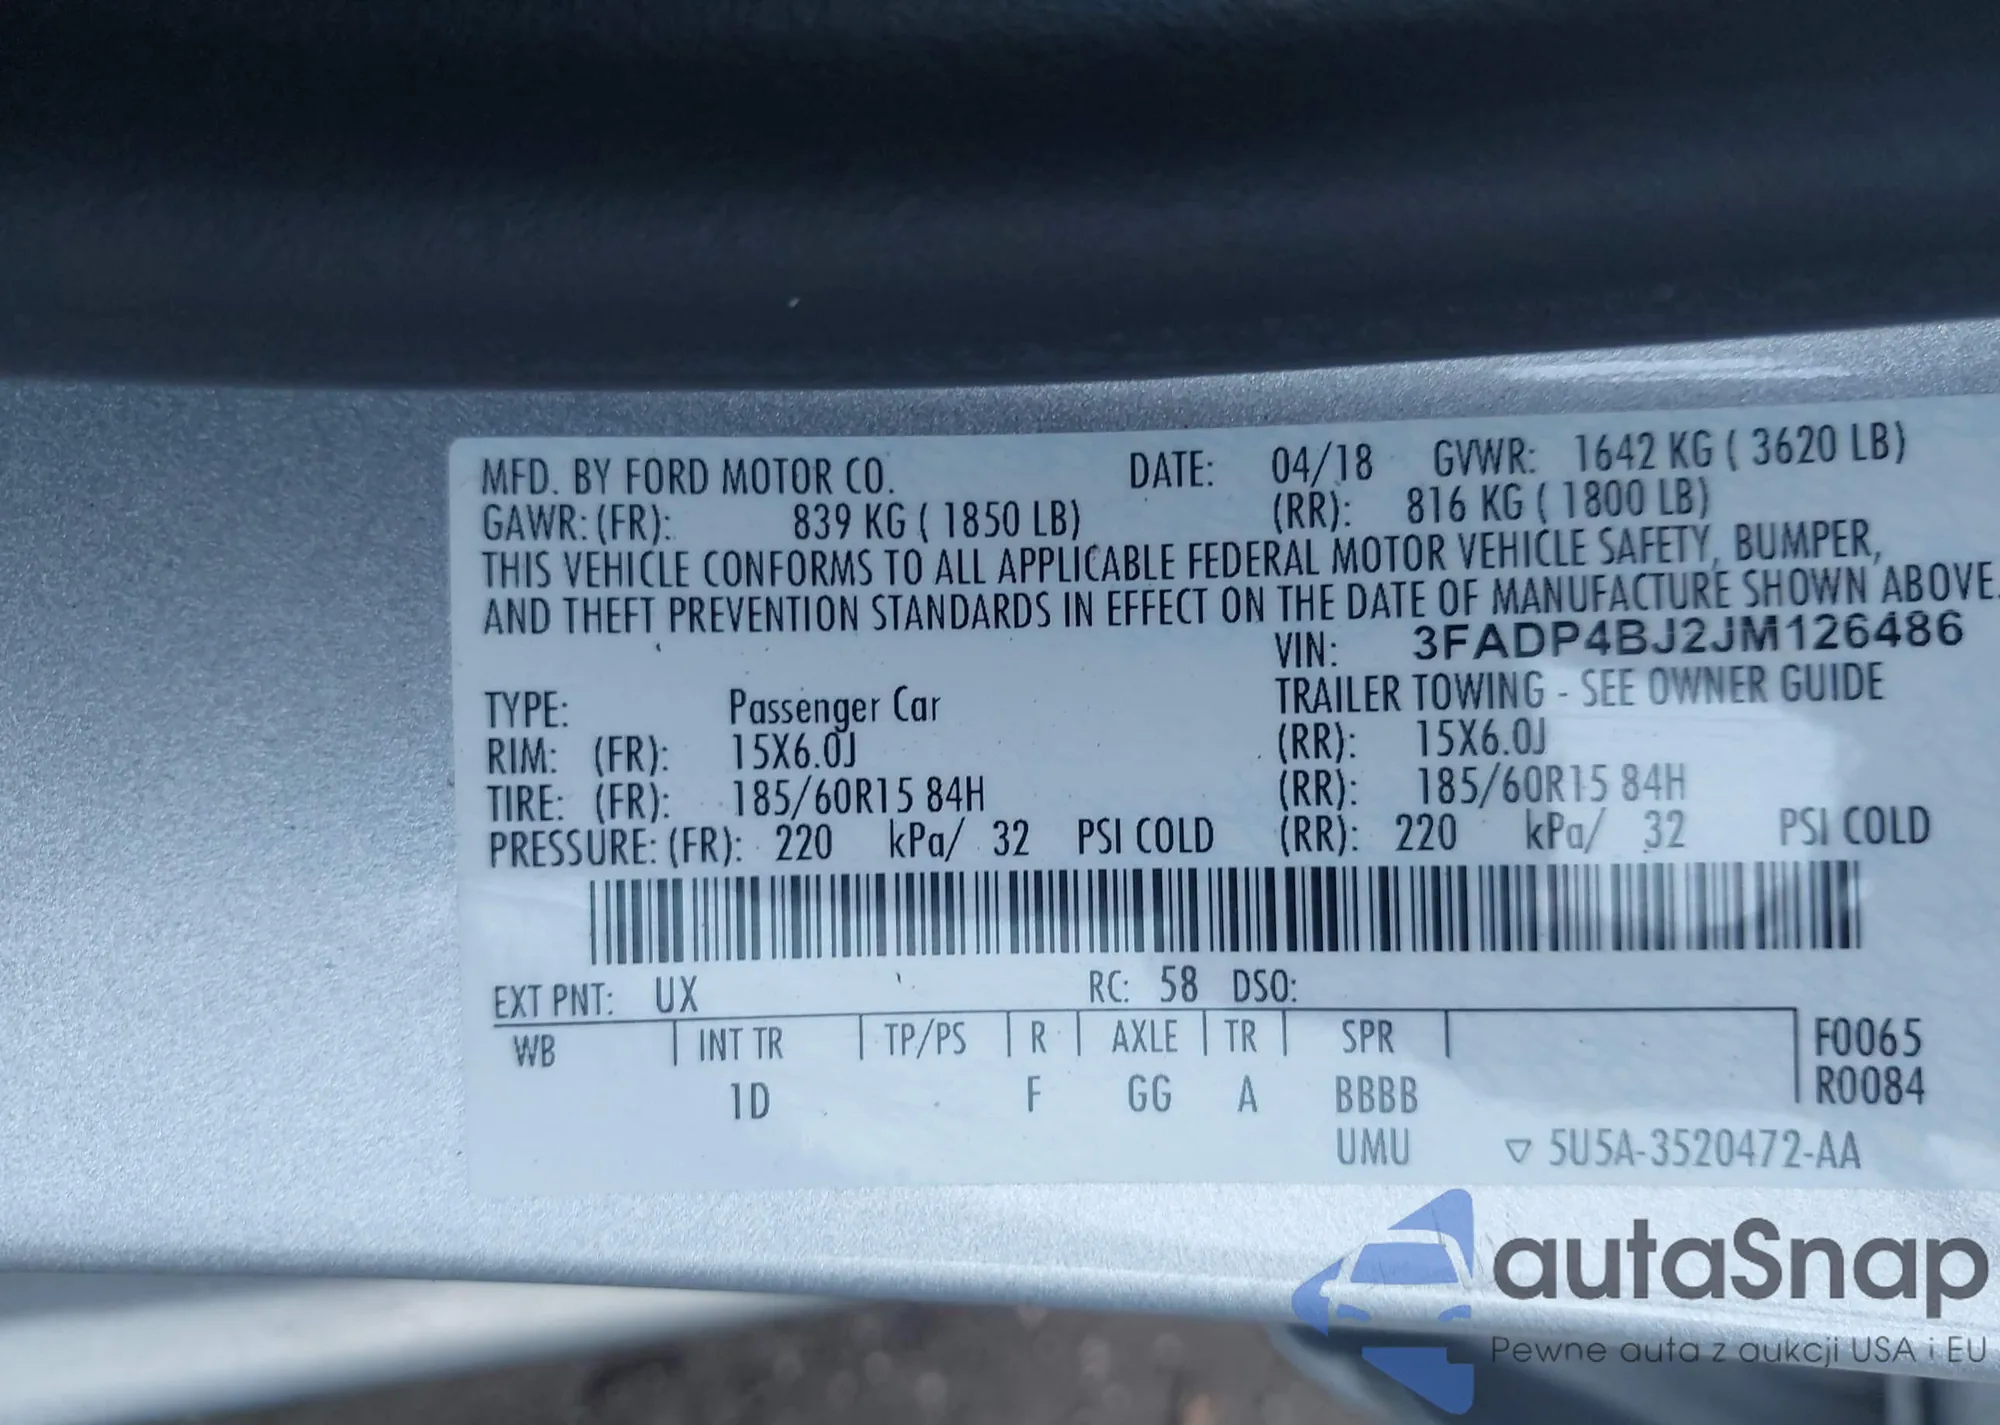 MFD. BY FORD MOTOR CO. DATE: 04/18 GVWR: 1642 KG ( 3620 LB)
GAWR: (FR): 839 KG ( 1850 LB) (RR): 816 KG ( 1800 LB)
THIS VEHICLE CONFORMS TO ALL APPLICABLE FEDERAL MOTOR VEHICLE SAFETY, BUMPER,
AND THEFT PREVENTION STANDARDS IN EFFECT ON THE DATE OF MANUFACTURE SHOWN ABOVE.
VIN: 3FADP4BJ2JM126486
TYPE: Passenger Car TRAILER TOWING - SEE OWNER GUIDE
RIM: (FR): 15X6.0J (RR): 15X6.0J
TIRE: (FR): 185/60R15 84H (RR): 185/60R15 84H
PRESSURE: (FR): 220 kPa/ 32 PSI COLD (RR): 220 kPa/ 32 PSI COLD
EXT PNT: UX RC: 58 DSO:
WB INT TR TP/PS R AXLE TR SPR F0065
1D F GG A BBBB R0084
UMU ▽ 5U5A-3520472-AA
autaSnap
Pewne auta z aukcji USA i EU